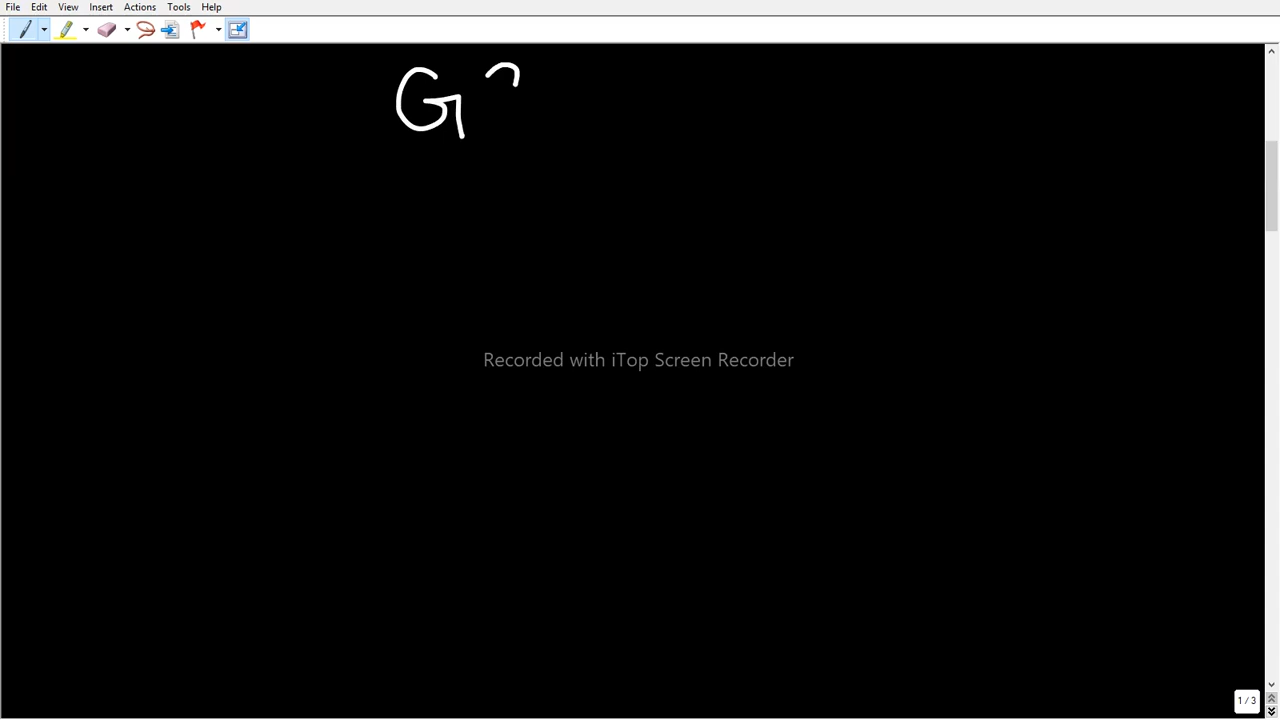 File Edit View Insert Actions Tools Help
G
Recorded with iTop Screen Recorder
1 / 3